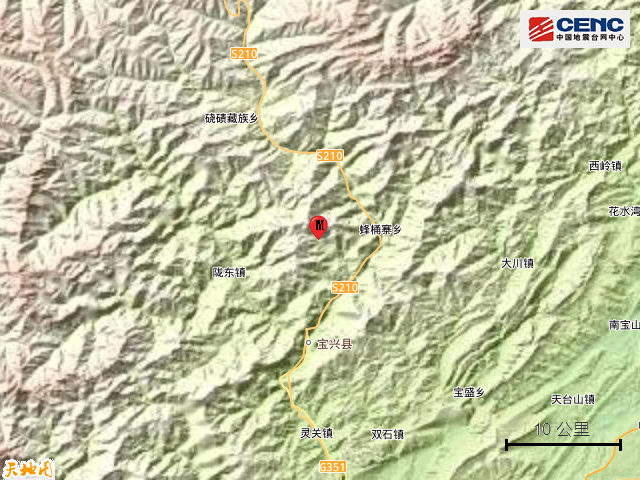 CENC
中国地震台网中心
S210
硗碛藏族乡
S210
西岭镇
花水湾
蜂桶寨乡
大川镇
陇东镇
S210
南宝山
宝兴县
宝盛乡
天台山镇
灵关镇
双石镇
10 公里
G351
天地图